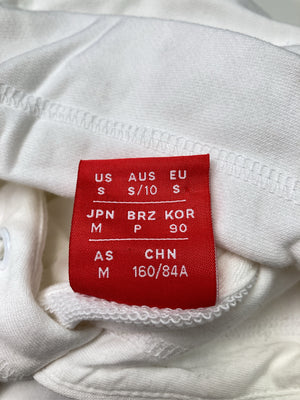 US AUS EU
S S/10 S
JPN BRZ KOR
M P 90
AS CHN
M 160/84A